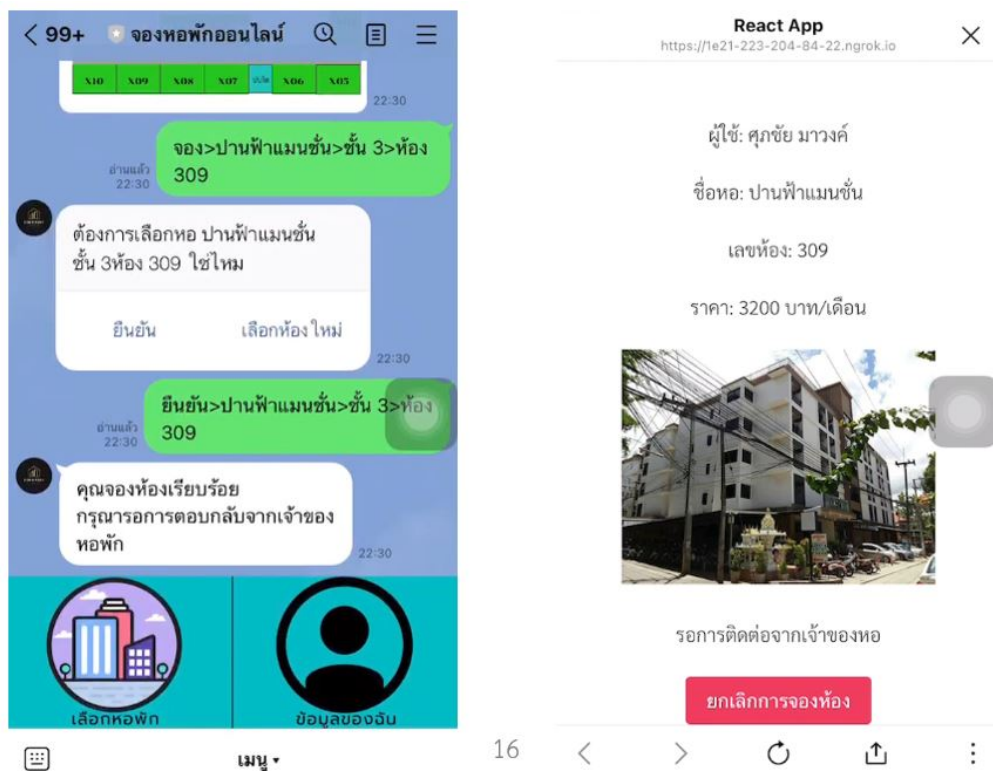 99+ จองหอพักออนไลน์
X10 X09 X08 X07 X06 X05
22:30
จอง>ปานฟ้าแมนชั่น>ชั้น 3>ห้อง
309
อ่านแล้ว
22:30
ต้องการเลือกหอ ปานฟ้าแมนชั่น
ชั้น 3ห้อง 309 ใช่ไหม
ยืนยัน เลือกห้องใหม่
22:30
ยืนยัน>ปานฟ้าแมนชั่น>ชั้น 3>ห้อง
309
อ่านแล้ว
22:30
คุณจองห้องเรียบร้อย
กรุณารอการตอบกลับจากเจ้าของ
หอพัก
22:30
เลือกหอพัก ข้อมูลของฉัน
เมนู
16
React App
https://1e21-223-204-84-22.ngrok.io
ผู้ใช้: ศุภชัย มาวงค์
ชื่อหอ: ปานฟ้าแมนชั่น
เลขห้อง: 309
ราคา: 3200 บาท/เดือน
รอการติดต่อจากเจ้าของหอ
ยกเลิกการจองห้อง